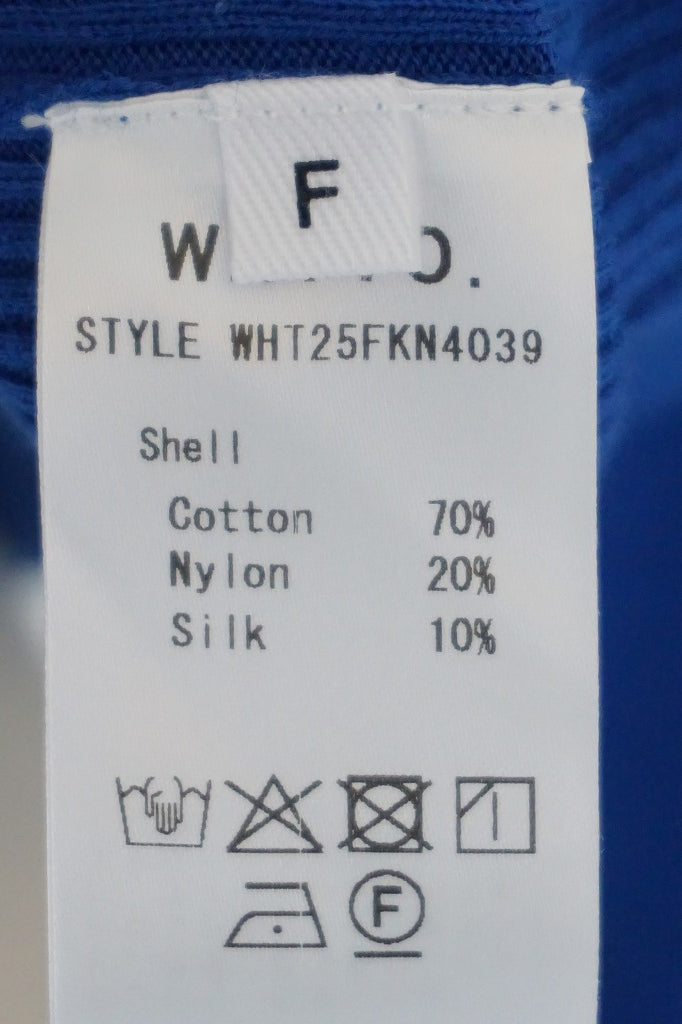 F
STYLE WHT25FKN4039
Shell
Cotton 70%
Nylon 20%
Silk 10%
F